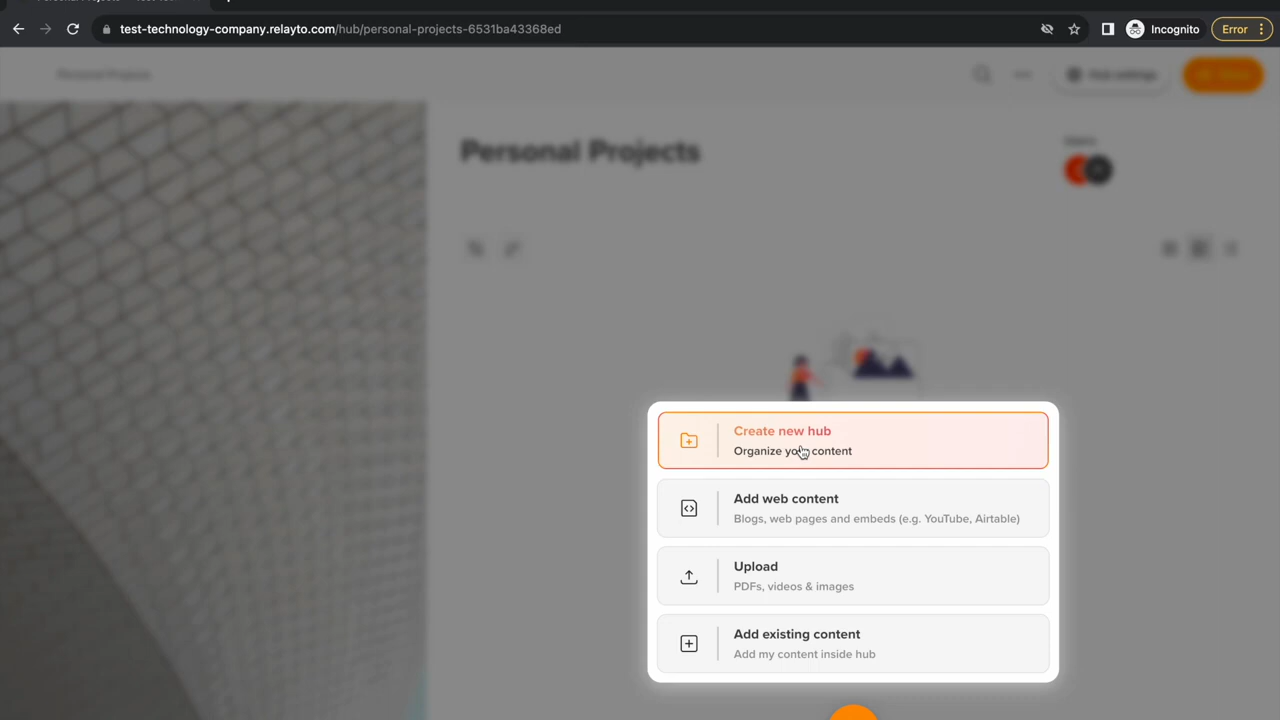 test-technology-company.relayto.com/hub/personal-projects-6531ba43368ed
Incognito
Error
Personal Projects
Hub settings
Personal Projects
Create new hub
Organize your content
Add web content
Blogs, web pages and embeds (e.g. YouTube, Airtable)
Upload
PDFs, videos & images
Add existing content
Add my content inside hub